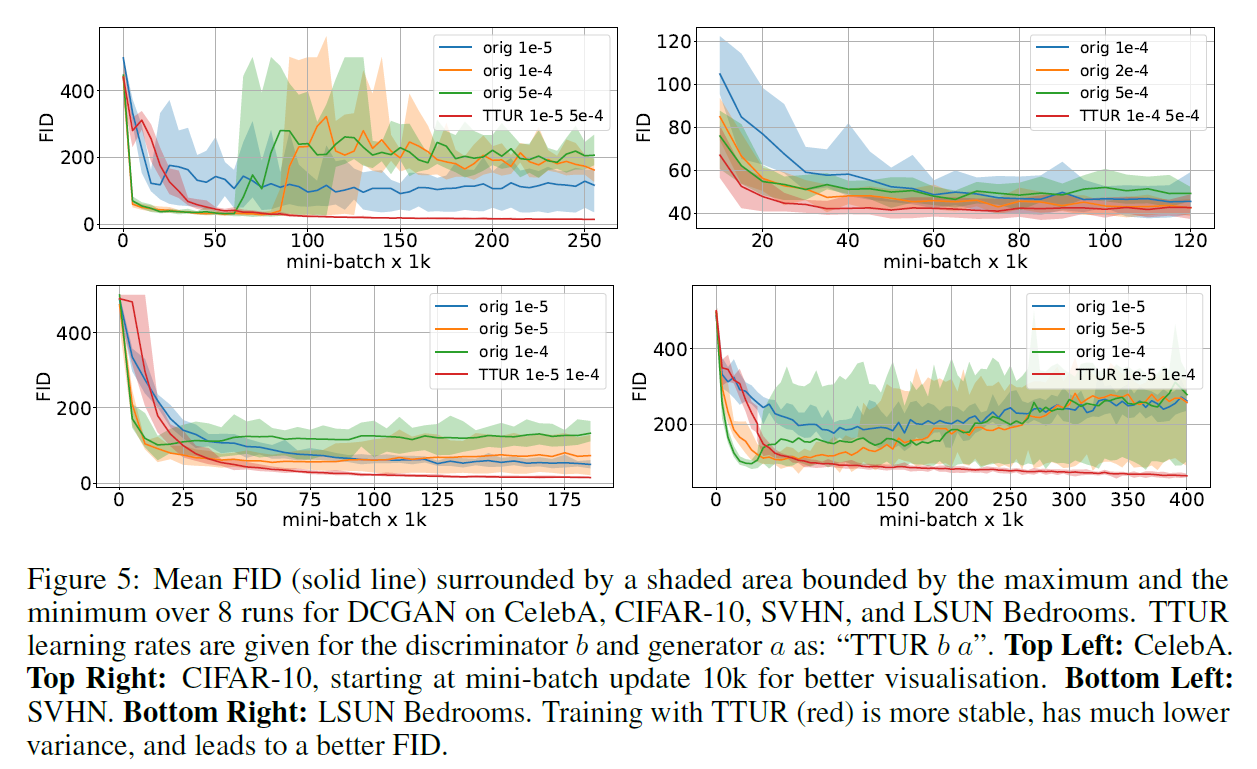 FID
400
200
0
0
50
100
150
200
250
mini-batch x 1k
orig 1e-5
orig 1e-4
orig 5e-4
TTUR 1e-5 5e-4
FID
120
100
80
60
40
20
40
60
80
100
120
mini-batch x 1k
orig 1e-4
orig 2e-4
orig 5e-4
TTUR 1e-4 5e-4
FID
400
200
0
0
25
50
75
100
125
150
175
mini-batch x 1k
orig 1e-5
orig 5e-5
orig 1e-4
TTUR 1e-5 1e-4
FID
400
200
0
50
100
150
200
250
300
350
400
mini-batch x 1k
orig 1e-5
orig 5e-5
orig 1e-4
TTUR 1e-5 1e-4
Figure 5: Mean FID (solid line) surrounded by a shaded area bounded by the maximum and the
minimum over 8 runs for DCGAN on CelebA, CIFAR-10, SVHN, and LSUN Bedrooms. TTUR
learning rates are given for the discriminator b and generator a as: “TTUR b a”. Top Left: CelebA.
Top Right: CIFAR-10, starting at mini-batch update 10k for better visualisation. Bottom Left:
SVHN. Bottom Right: LSUN Bedrooms. Training with TTUR (red) is more stable, has much lower
variance, and leads to a better FID.